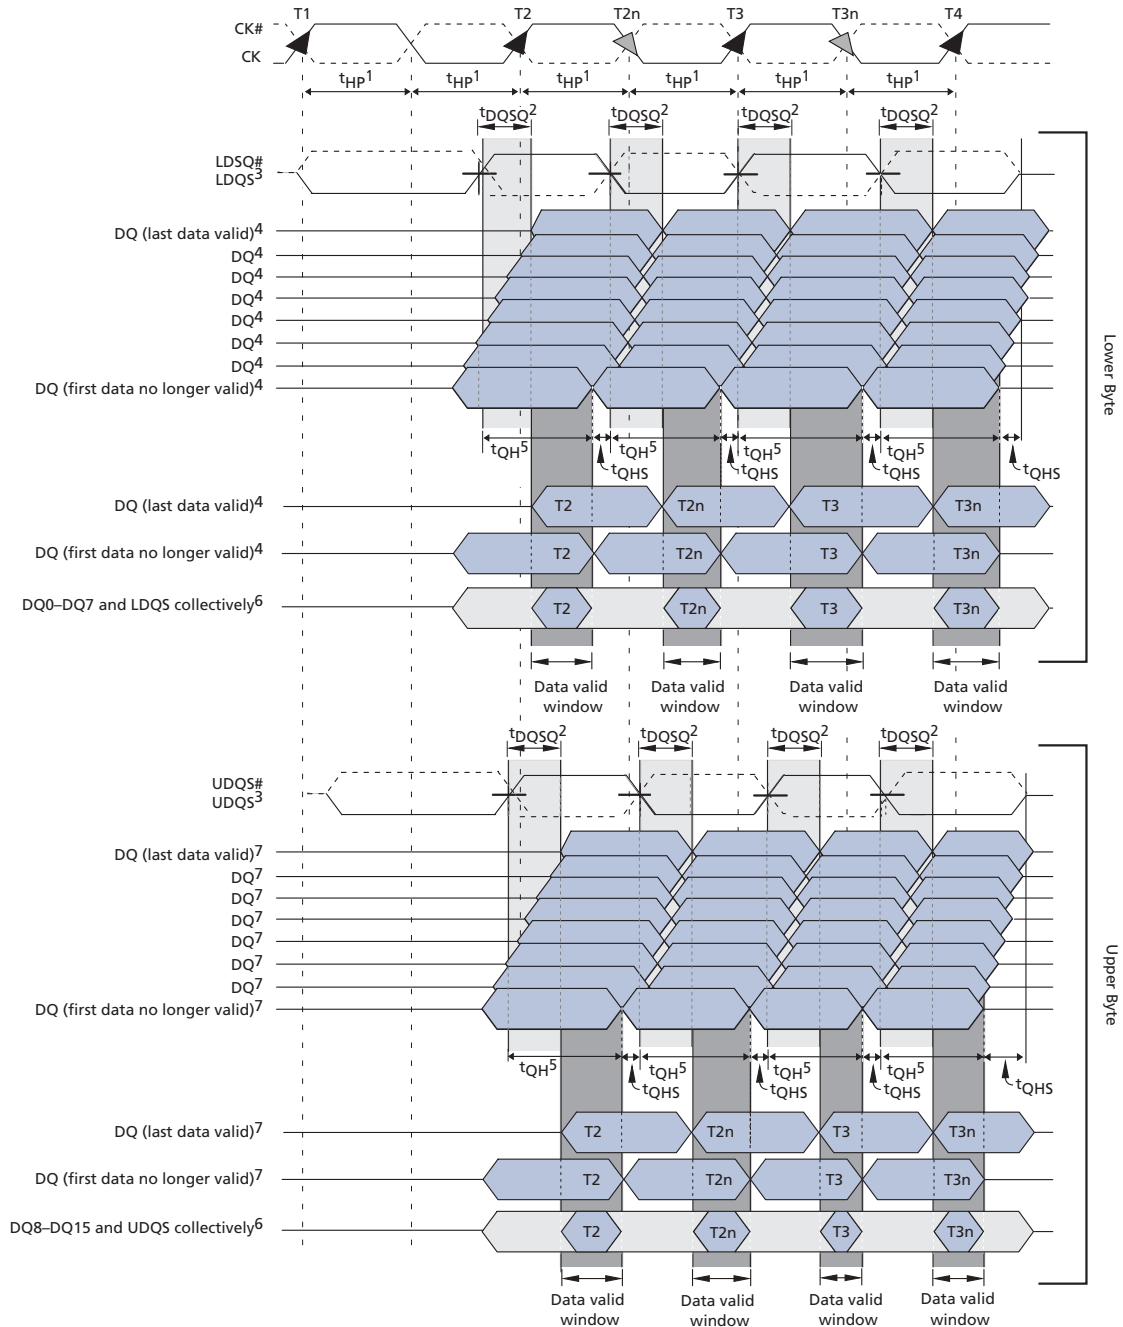 T1 T2 T2n T3 T3n T4
CK#
CK
tHP1 tHP1 tHP1 tHP1 tHP1 tHP1
tDQSQ2 tDQSQ2 tDQSQ2 tDQSQ2
LDSQ#
LDQS3
DQ (last data valid)4
DQ4
DQ4
DQ4
DQ4
DQ4
DQ4
DQ (first data no longer valid)4
Lower Byte
tQH5 tQH5 tQH5 tQH5
tQHS tQHS tQHS tQHS
DQ (last data valid)4 T2 T2n T3 T3n
DQ (first data no longer valid)4 T2 T2n T3 T3n
DQ0–DQ7 and LDQS collectively6 T2 T2n T3 T3n
Data valid window Data valid window Data valid window Data valid window
tDQSQ2 tDQSQ2 tDQSQ2 tDQSQ2
UDQS#
UDQS3
DQ (last data valid)7
DQ7
DQ7
DQ7
DQ7
DQ7
DQ7
DQ (first data no longer valid)7
Upper Byte
tQH5 tQH5 tQH5 tQH5
tQHS tQHS tQHS tQHS
DQ (last data valid)7 T2 T2n T3 T3n
DQ (first data no longer valid)7 T2 T2n T3 T3n
DQ8–DQ15 and UDQS collectively6 T2 T2n T3 T3n
Data valid window Data valid window Data valid window Data valid window